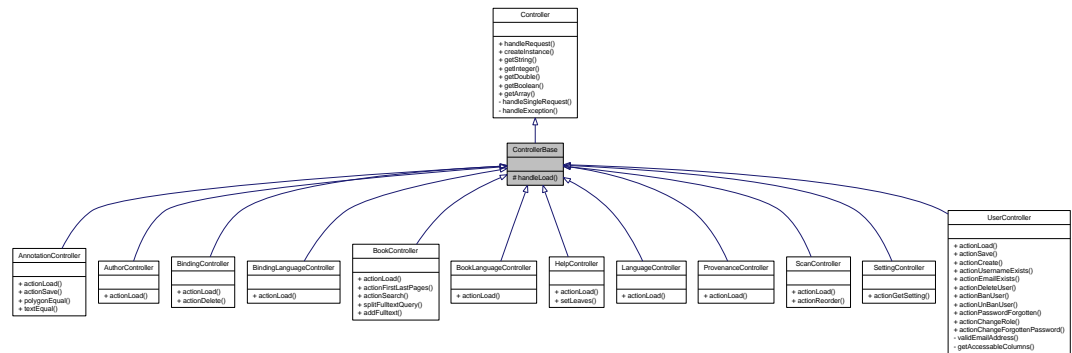 Controller
+ handleRequest()
+ createInstance()
+ getString()
+ getInteger()
+ getDouble()
+ getBoolean()
+ getArray()
- handleSingleRequest()
- handleException()
ControllerBase
# handleLoad()
AnnotationController
+ actionLoad()
+ actionSave()
+ polygonEqual()
+ textEqual()
AuthorController
+ actionLoad()
BindingController
+ actionLoad()
+ actionDelete()
BindingLanguageController
+ actionLoad()
BookController
+ actionLoad()
+ actionFirstLastPages()
+ actionSearch()
+ splitFulltextQuery()
+ addFulltext()
BookLanguageController
+ actionLoad()
HelpController
+ actionLoad()
+ setLeaves()
LanguageController
+ actionLoad()
ProvenanceController
+ actionLoad()
ScanController
+ actionLoad()
+ actionReorder()
SettingController
+ actionGetSetting()
UserController
+ actionLoad()
+ actionSave()
+ actionCreate()
+ actionUsernameExists()
+ actionEmailExists()
+ actionDeleteUser()
+ actionBanUser()
+ actionUnBanUser()
+ actionPasswordForgotten()
+ actionChangeRole()
+ actionChangeForgottenPassword()
- validEmailAddress()
- getAccessableColumns()